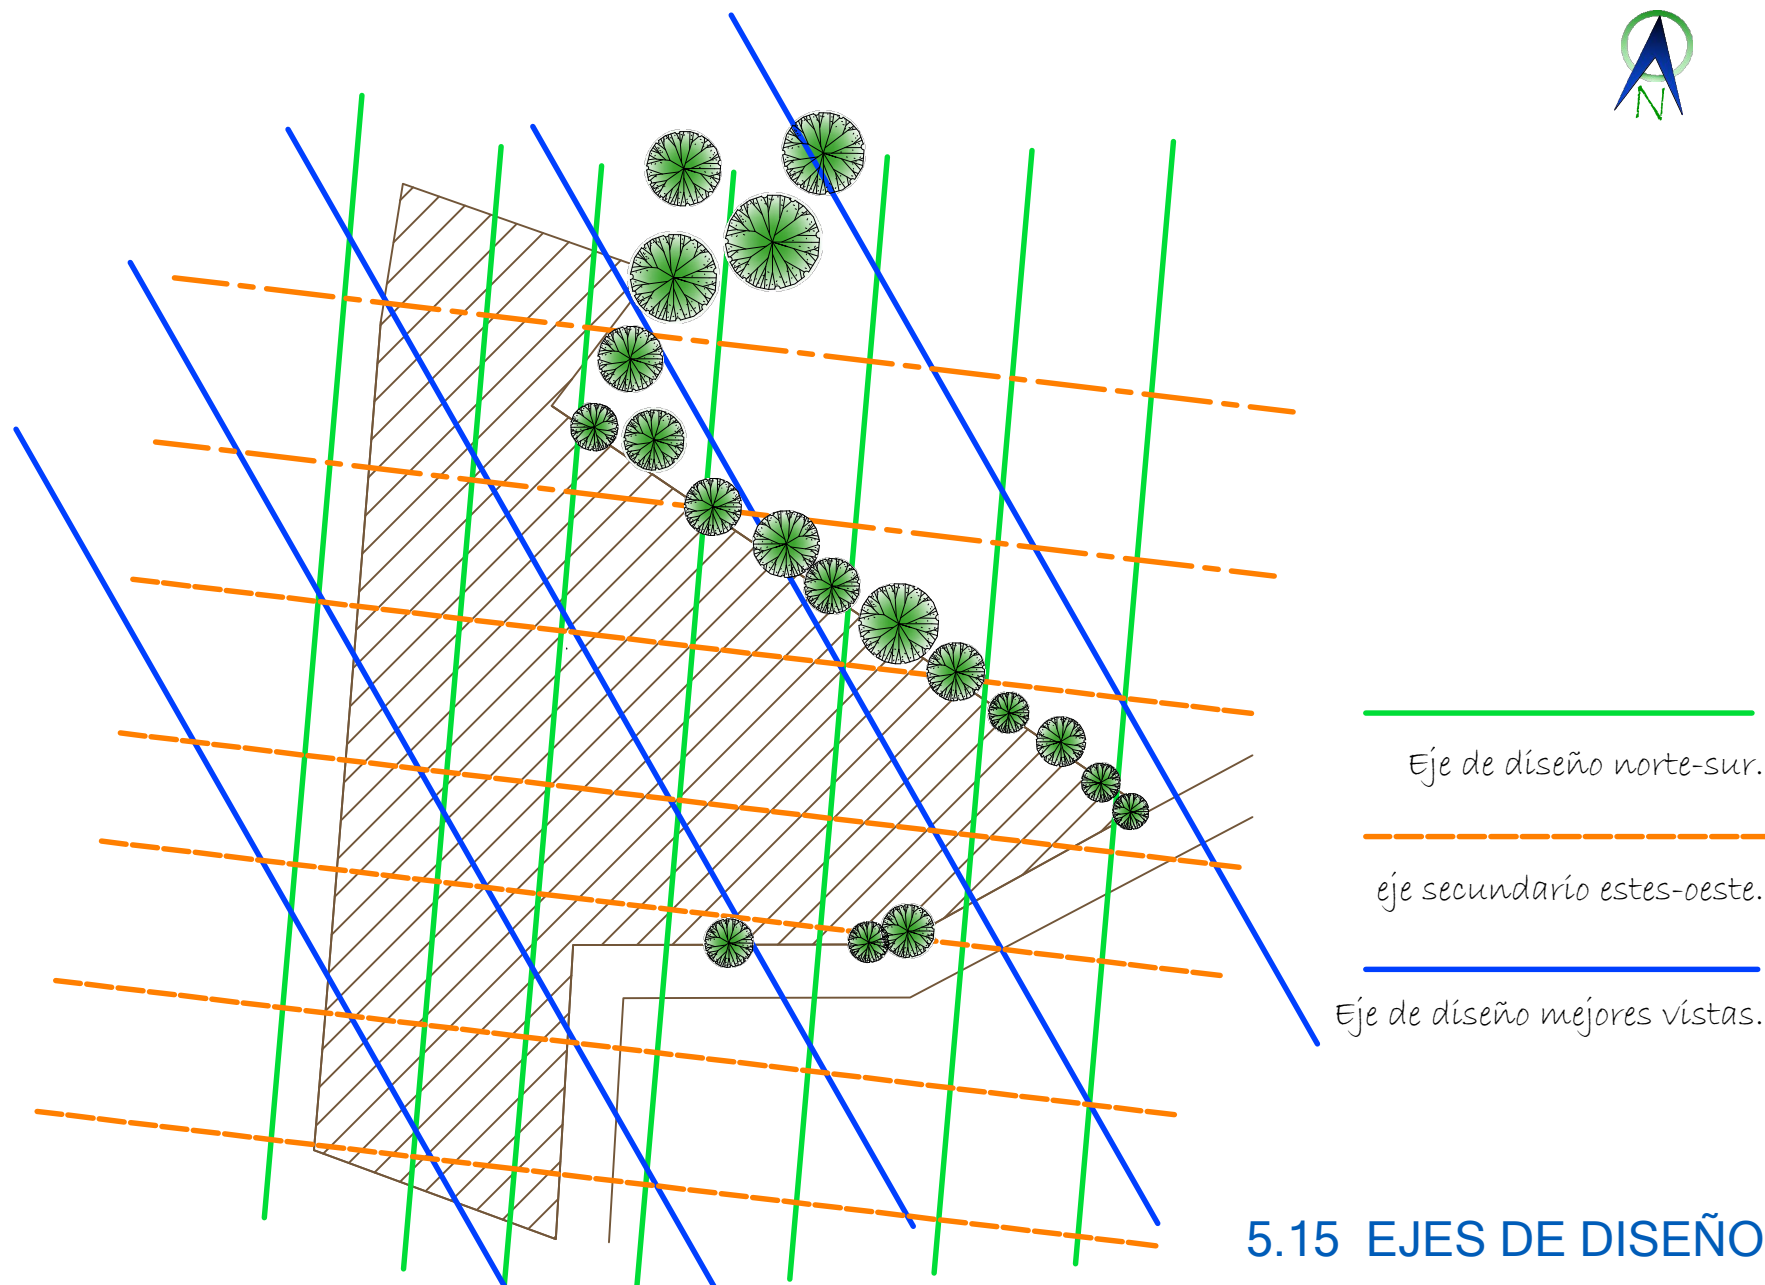 N
Eje de diseño norte-sur.
eje secundario estes-oeste.
Eje de diseño mejores vistas.
5.15 EJES DE DISEÑO